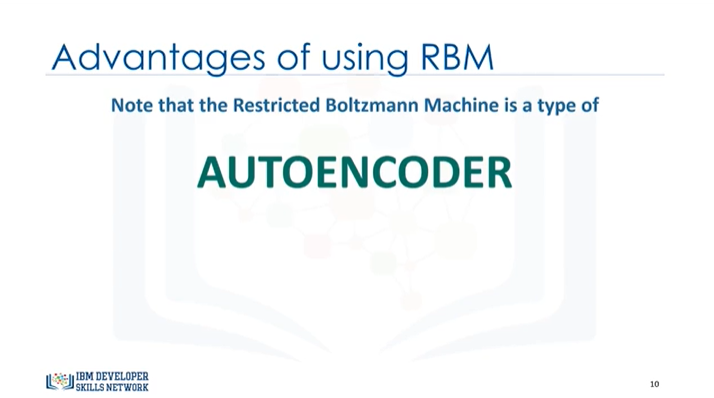 Advantages of using RBM
Note that the Restricted Boltzmann Machine is a type of
AUTOENCODER
IBM DEVELOPER
SKILLS NETWORK
10